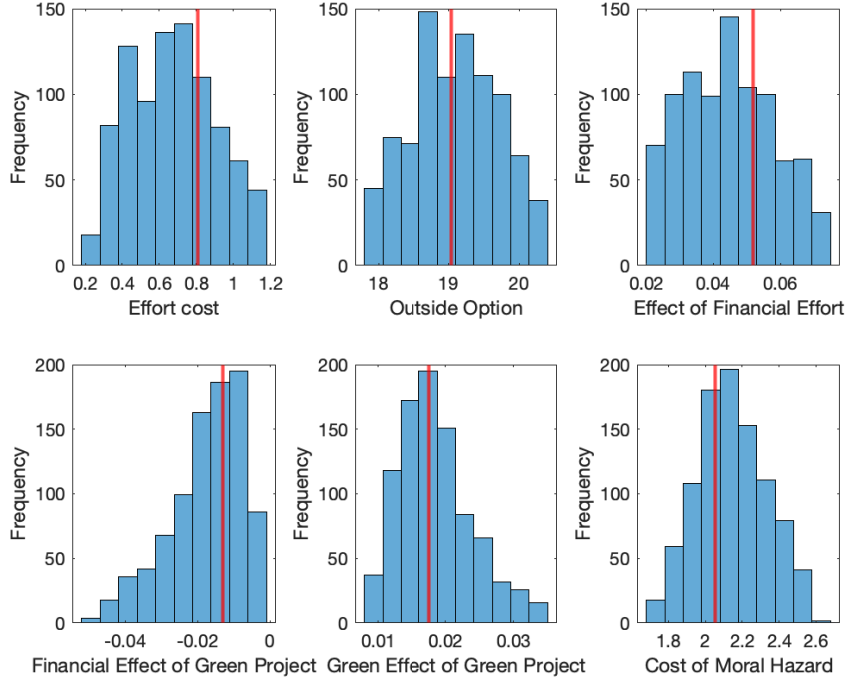 150
100
50
0
Frequency
0.2 0.4 0.6 0.8 1 1.2
Effort cost
150
100
50
0
Frequency
18 19 20
Outside Option
150
100
50
0
Frequency
0.02 0.04 0.06
Effect of Financial Effort
200
150
100
50
0
Frequency
-0.04 -0.02 0
Financial Effect of Green Project
200
150
100
50
0
Frequency
0.01 0.02 0.03
Green Effect of Green Project
200
150
100
50
0
Frequency
1.8 2 2.2 2.4 2.6
Cost of Moral Hazard